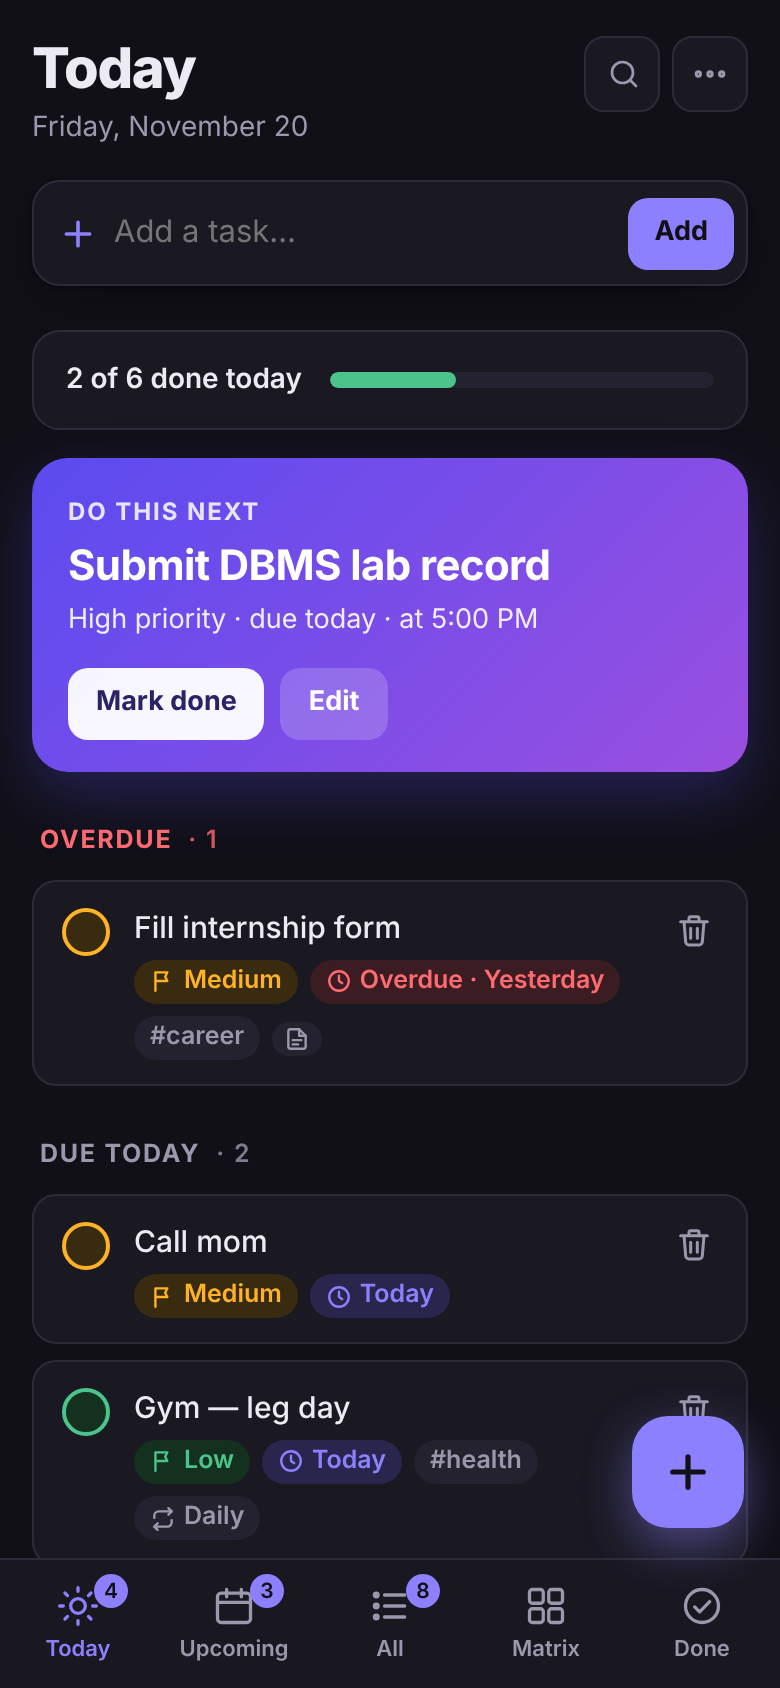 Today
Friday, November 20
Add a task...
Add
2 of 6 done today
DO THIS NEXT
Submit DBMS lab record
High priority · due today · at 5:00 PM
Mark done
Edit
OVERDUE · 1
Fill internship form
Medium
Overdue · Yesterday
#career
DUE TODAY · 2
Call mom
Medium
Today
Gym — leg day
Low
Today
#health
Daily
4
3
8
Today
Upcoming
All
Matrix
Done